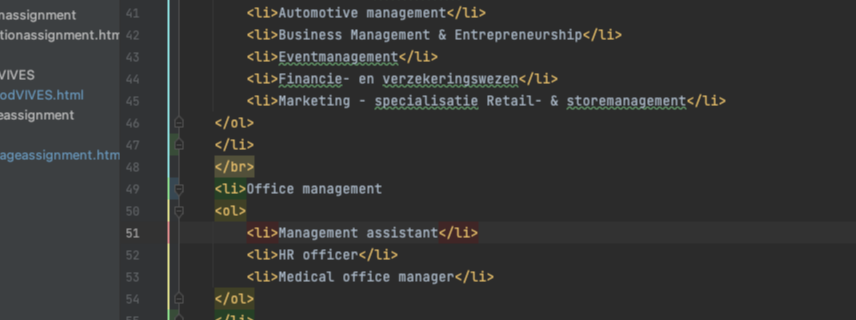 nassignment
tionassignment.htm
VIVES
odVIVES.html
eassignment
ageassignment.htm
41 <li>Automotive management</li>
42 <li>Business Management & Entrepreneurship</li>
43 <li>Eventmanagement</li>
44 <li>Financie- en verzekeringswezen</li>
45 <li>Marketing - specialisatie Retail- & storemanagement</li>
46 </ol>
47 </li>
48 </br>
49 <li>Office management
50 <ol>
51 <li>Management assistant</li>
52 <li>HR officer</li>
53 <li>Medical office manager</li>
54 </ol>
55 </li>